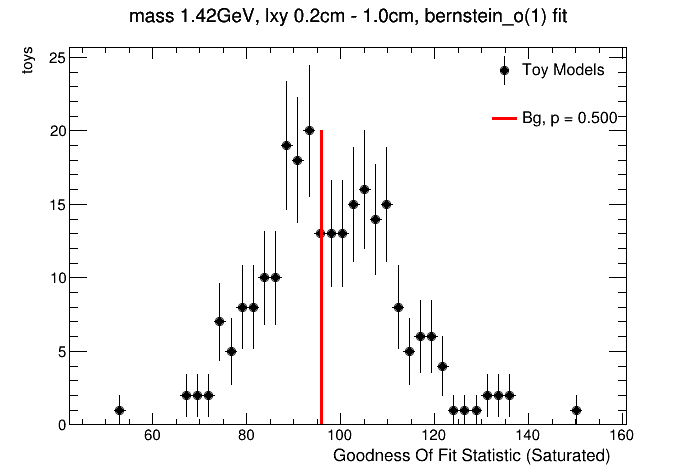 mass 1.42GeV, lxy 0.2cm - 1.0cm, bernstein_o(1) fit
toys
25
20
15
10
5
0
Toy Models
Bg, p = 0.500
60
80
100
120
140
160
Goodness Of Fit Statistic (Saturated)